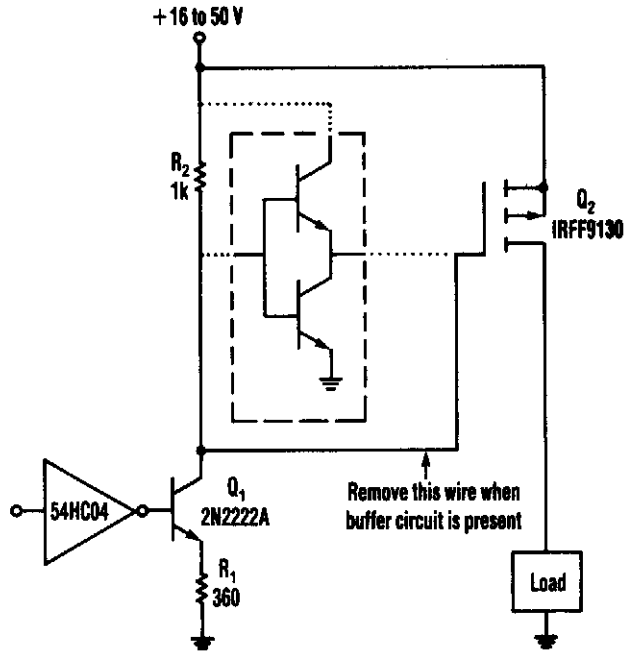 +16 to 50 V
R2
1k
Q2
IRFF9130
54HC04
Q1
2N2222A
R1
360
Remove this wire when
buffer circuit is present
Load